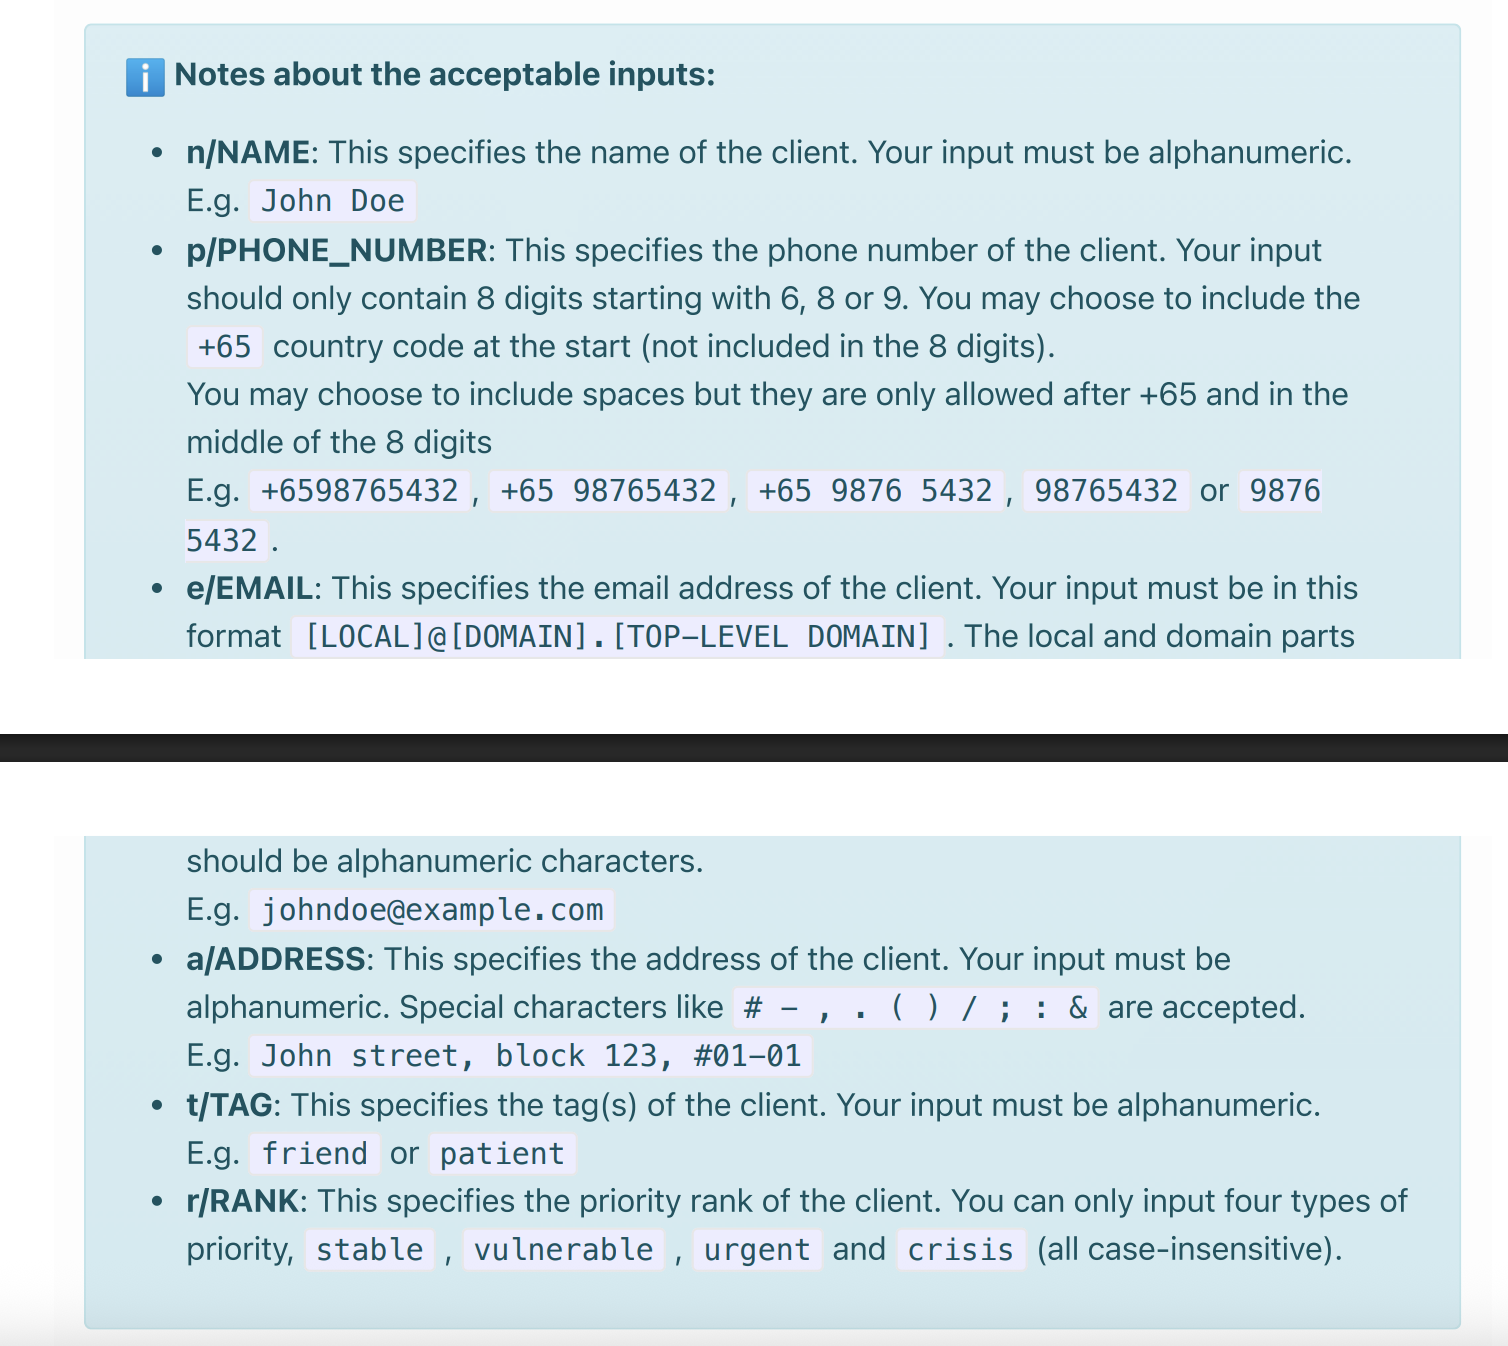 ℹ️ Notes about the acceptable inputs:
• n/NAME: This specifies the name of the client. Your input must be alphanumeric.
E.g. John Doe
• p/PHONE_NUMBER: This specifies the phone number of the client. Your input
should only contain 8 digits starting with 6, 8 or 9. You may choose to include the
+65 country code at the start (not included in the 8 digits).
You may choose to include spaces but they are only allowed after +65 and in the
middle of the 8 digits
E.g. +6598765432, +65 98765432, +65 9876 5432, 98765432 or 9876
5432.
• e/EMAIL: This specifies the email address of the client. Your input must be in this
format [LOCAL]@[DOMAIN].[TOP-LEVEL DOMAIN]. The local and domain parts
should be alphanumeric characters.
E.g. johndoe@example.com
• a/ADDRESS: This specifies the address of the client. Your input must be
alphanumeric. Special characters like # - , . ( ) / ; : & are accepted.
E.g. John street, block 123, #01-01
• t/TAG: This specifies the tag(s) of the client. Your input must be alphanumeric.
E.g. friend or patient
• r/RANK: This specifies the priority rank of the client. You can only input four types of
priority, stable , vulnerable , urgent and crisis (all case-insensitive).